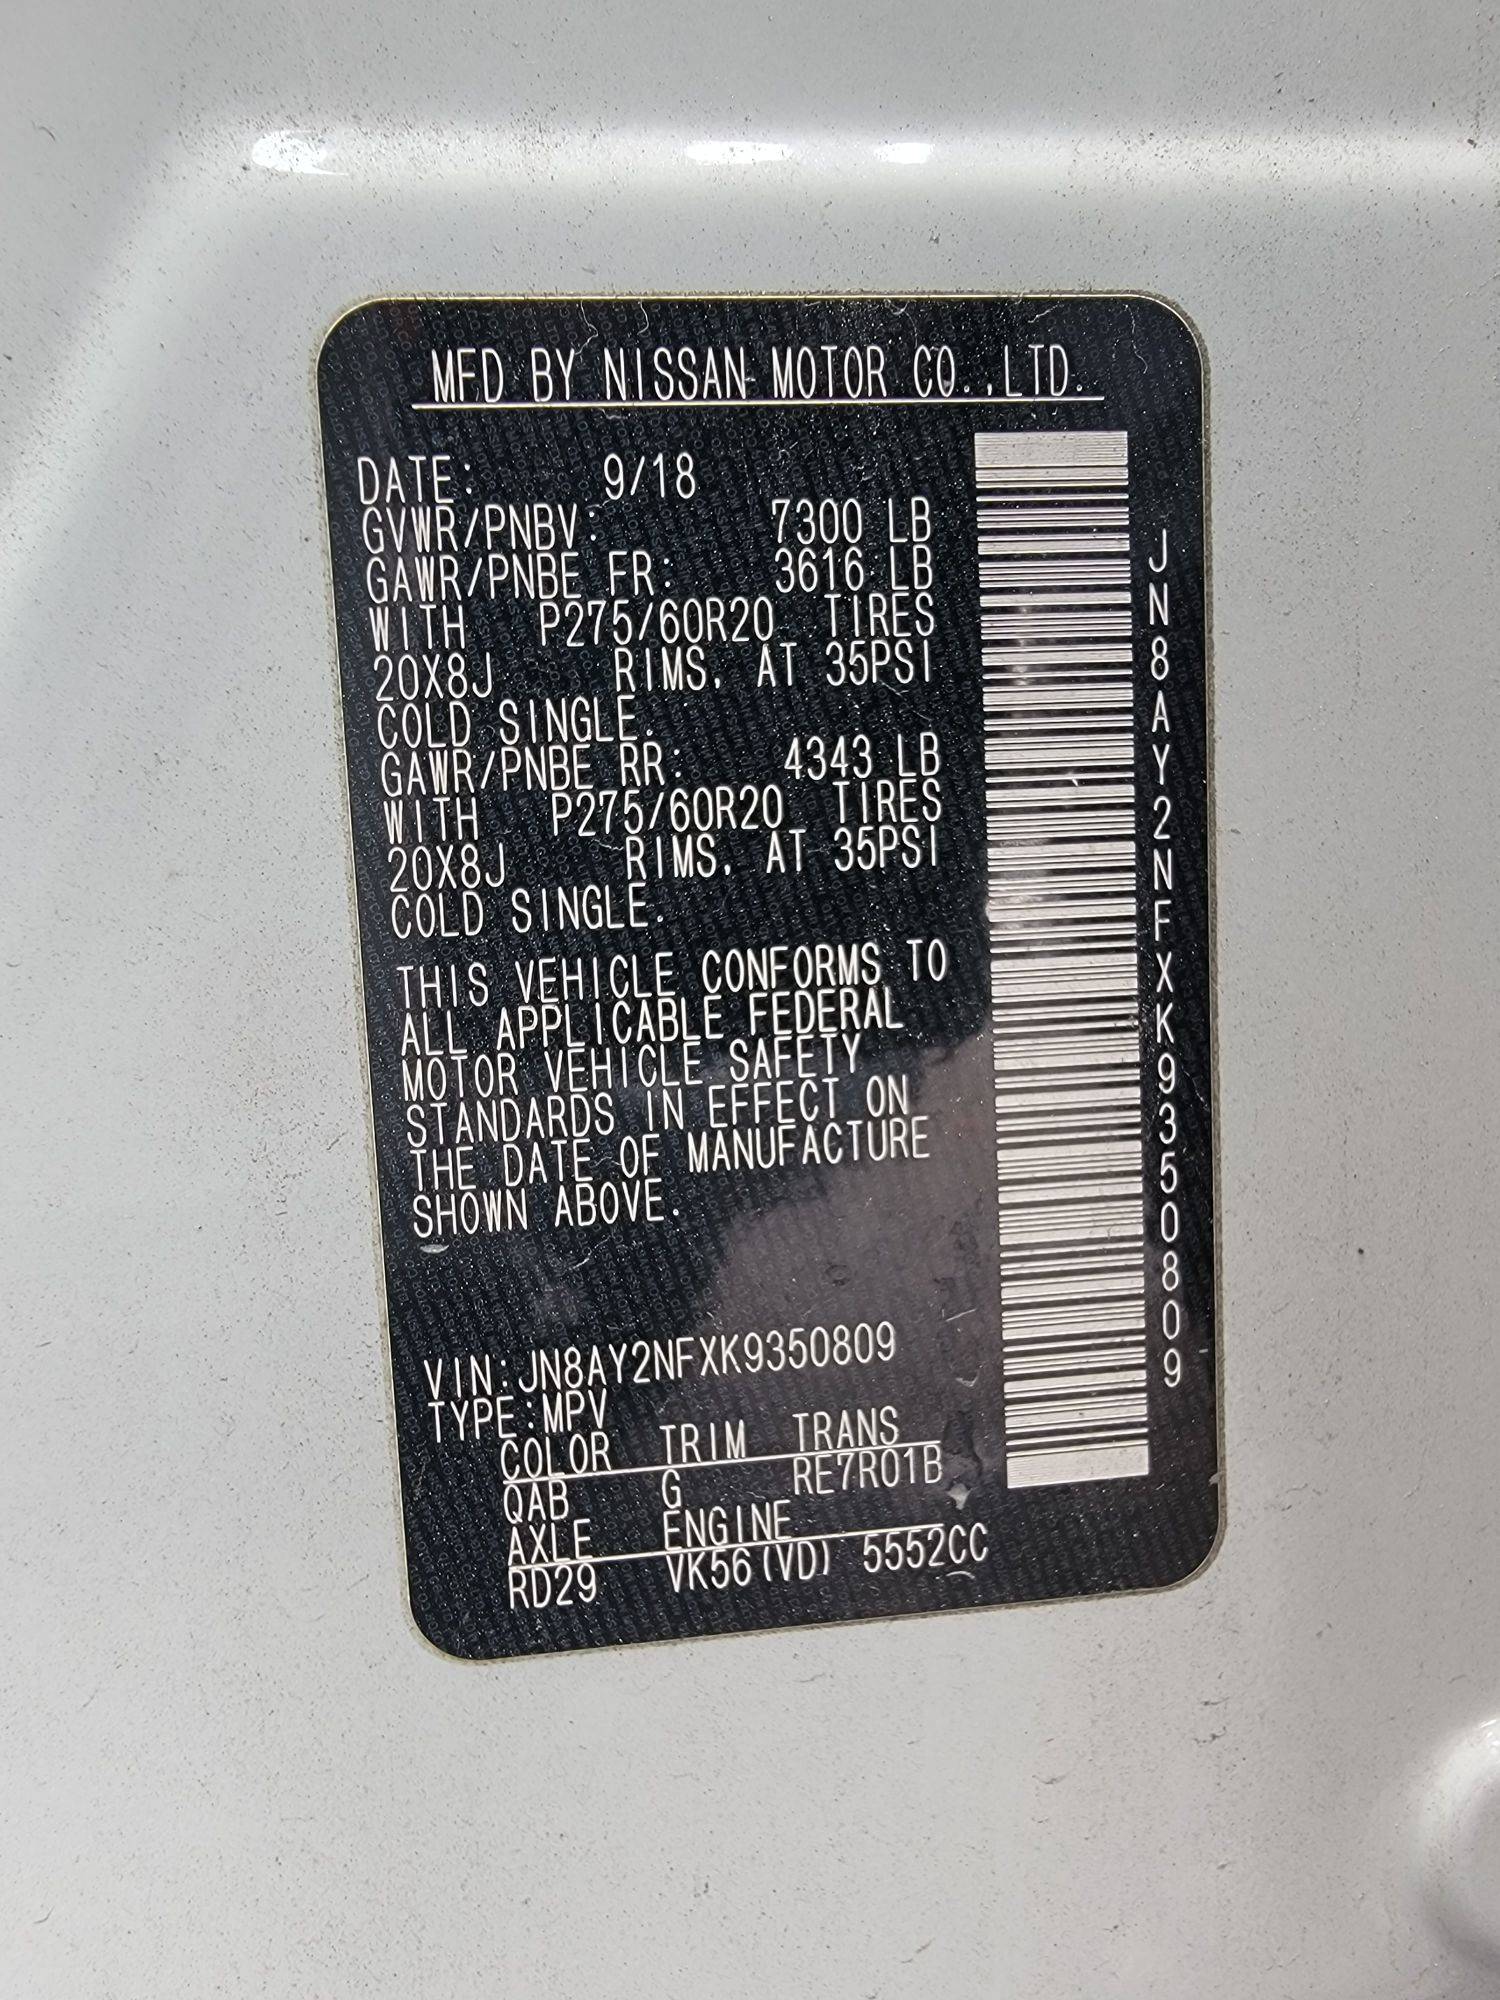 MFD BY NISSAN MOTOR CO.,LTD.
DATE: 9/18
GVWR/PNBV: 7300 LB
GAWR/PNBE FR: 3616 LB
WITH P275/60R20 TIRES
20X8J RIMS. AT 35PSI
COLD SINGLE.
GAWR/PNBE RR: 4343 LB
WITH P275/60R20 TIRES
20X8J RIMS. AT 35PSI
COLD SINGLE.
THIS VEHICLE CONFORMS TO
ALL APPLICABLE FEDERAL
MOTOR VEHICLE SAFETY
STANDARDS IN EFFECT ON
THE DATE OF MANUFACTURE
SHOWN ABOVE.
VIN:JN8AY2NFXK9350809
TYPE:MPV
COLOR TRIM TRANS
QAB G RE7R01B
AXLE ENGINE
RD29 VK56(VD) 5552CC
JN8AY2NFXK9350809